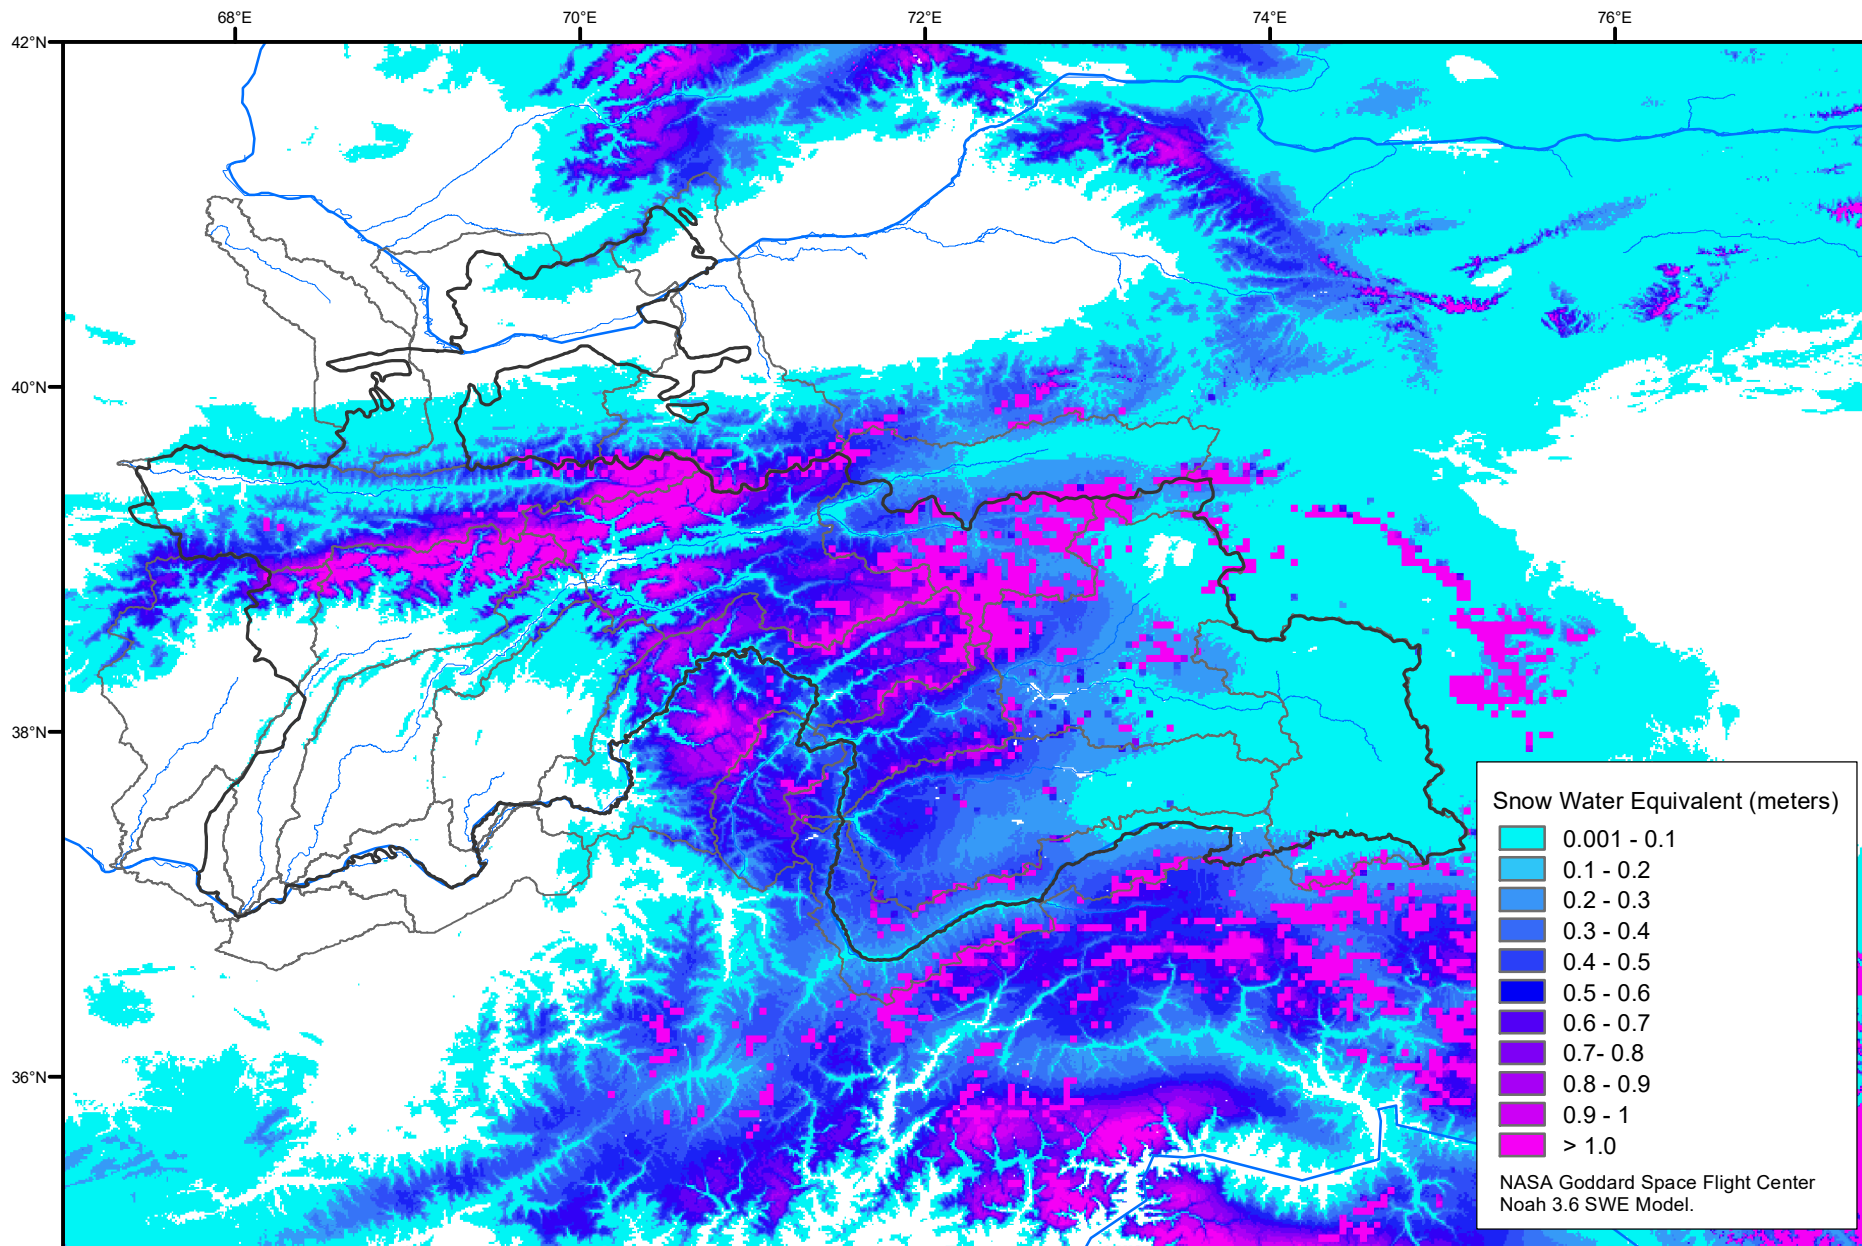 68°E
70°E
72°E
74°E
76°E
42°N
40°N
38°N
36°N
Snow Water Equivalent (meters)
0.001 - 0.1
0.1 - 0.2
0.2 - 0.3
0.3 - 0.4
0.4 - 0.5
0.5 - 0.6
0.6 - 0.7
0.7- 0.8
0.8 - 0.9
0.9 - 1
> 1.0
NASA Goddard Space Flight Center
Noah 3.6 SWE Model.